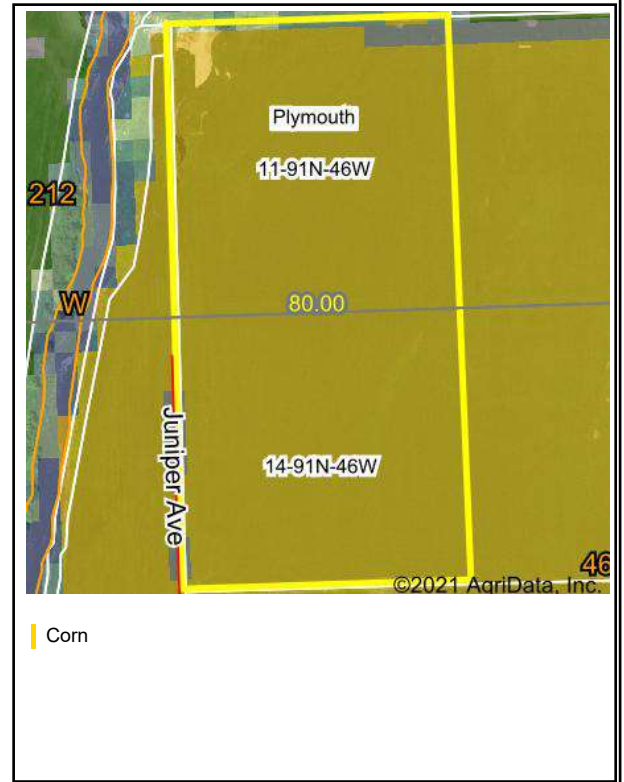 Plymouth
11-91N-46W
212
W
80.00
Juniper Ave
14-91N-46W
46
©2021 AgriData, Inc.
Corn